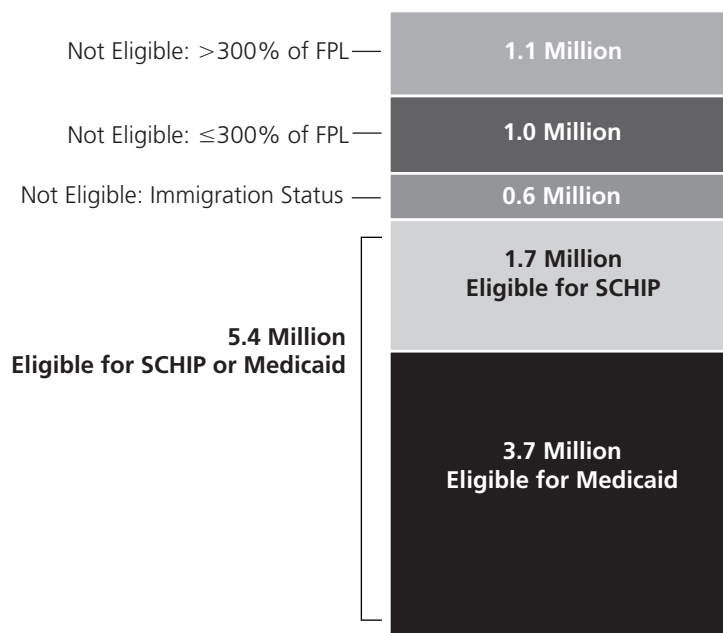 Not Eligible: >300% of FPL
1.1 Million
Not Eligible: ≤300% of FPL
1.0 Million
Not Eligible: Immigration Status
0.6 Million
1.7 Million
Eligible for SCHIP
5.4 Million
Eligible for SCHIP or Medicaid
3.7 Million
Eligible for Medicaid